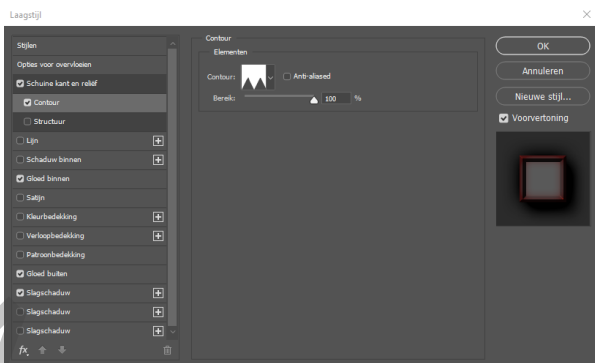 Laagstijl
Stijlen
Opties voor overvloeien
Schuine kant en reliëf
Contour
Structuur
Lijn
Schaduw binnen
Gloed binnen
Satijn
Kleurbedekking
Verloopbedekking
Patroonbedekking
Gloed buiten
Slagschaduw
Slagschaduw
Slagschaduw
fx
Contour
Elementen
Contour:
Anti-aliased
Bereik:
100 %
OK
Annuleren
Nieuwe stijl...
Voorvertoning